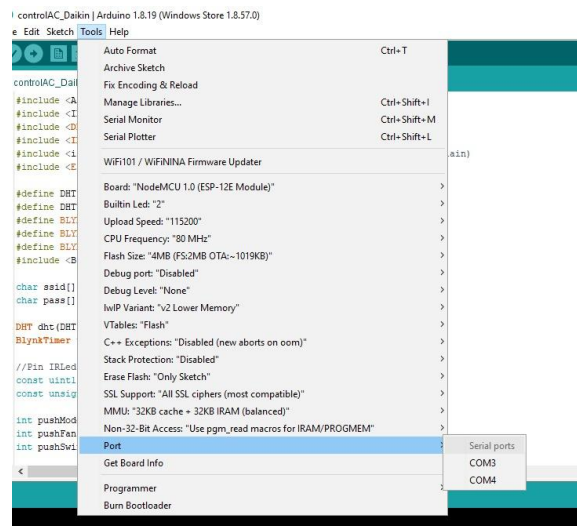 controlAC_Daikin | Arduino 1.8.19 (Windows Store 1.8.57.0)
e Edit Sketch Tools Help
controlAC_Dail
Auto Format Ctrl+T
Archive Sketch
Fix Encoding & Reload
Manage Libraries... Ctrl+Shift+I
Serial Monitor Ctrl+Shift+M
Serial Plotter Ctrl+Shift+L
WiFi101 / WiFiNINA Firmware Updater
Board: "NodeMCU 1.0 (ESP-12E Module)"
Builtin Led: "2"
Upload Speed: "115200"
CPU Frequency: "80 MHz"
Flash Size: "4MB (FS:2MB OTA:~1019KB)"
Debug port: "Disabled"
Debug Level: "None"
lwIP Variant: "v2 Lower Memory"
VTables: "Flash"
C++ Exceptions: "Disabled (new aborts on oom)"
Stack Protection: "Disabled"
Erase Flash: "Only Sketch"
SSL Support: "All SSL ciphers (most compatible)"
MMU: "32KB cache + 32KB IRAM (balanced)"
Non-32-Bit Access: "Use pgm_read macros for IRAM/PROGMEM"
Port
Get Board Info
Programmer
Burn Bootloader
Serial ports
COM3
COM4
#include <A
#include <I
#include <D
#include <I
#include <i
ain)
#include <E
#define DHT
#define DHT
#define BLY
#define BLY
#define BLY
#include <B
char ssid[]
char pass[]
DHT dht(DHT
BlynkTimer
//Pin IRLed
const uint1
const unsig
int pushMod
int pushFan
int pushSwi